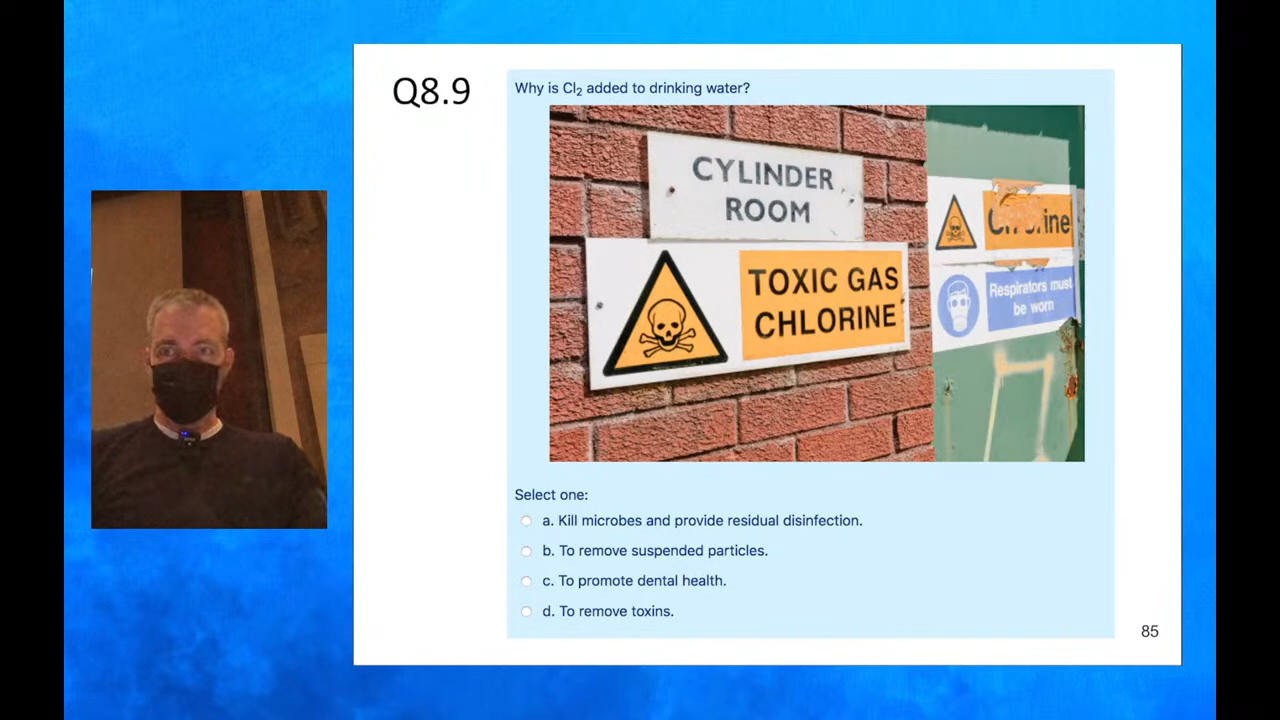 Q8.9
Why is Cl₂ added to drinking water?
CYLINDER
ROOM
TOXIC GAS
CHLORINE
Respirators must
be worn
Select one:
a. Kill microbes and provide residual disinfection.
b. To remove suspended particles.
c. To promote dental health.
d. To remove toxins.
85